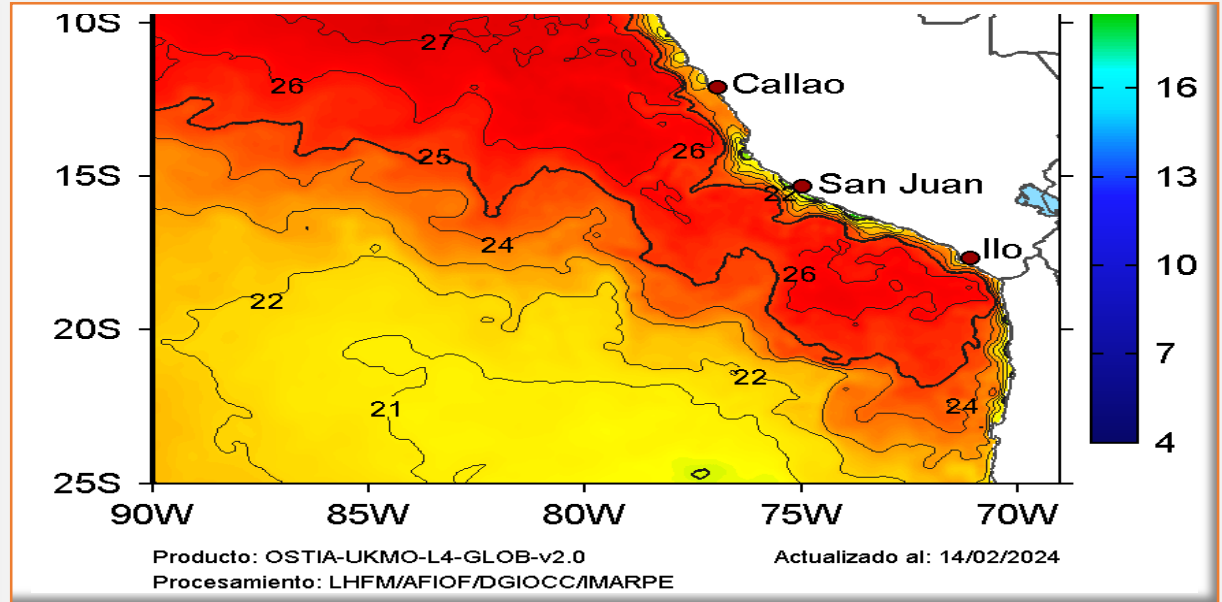 10S
27
16
26
Callao
25
26
15S
13
San Juan
22
24
Ilo
26
10
22
20S
7
22
21
24
4
25S
90W 85W 80W 75W 70W
Producto: OSTIA-UKMO-L4-GLOB-v2.0 Actualizado al: 14/02/2024
Procesamiento: LHFM/AFIOF/DGIOCC/IMARPE